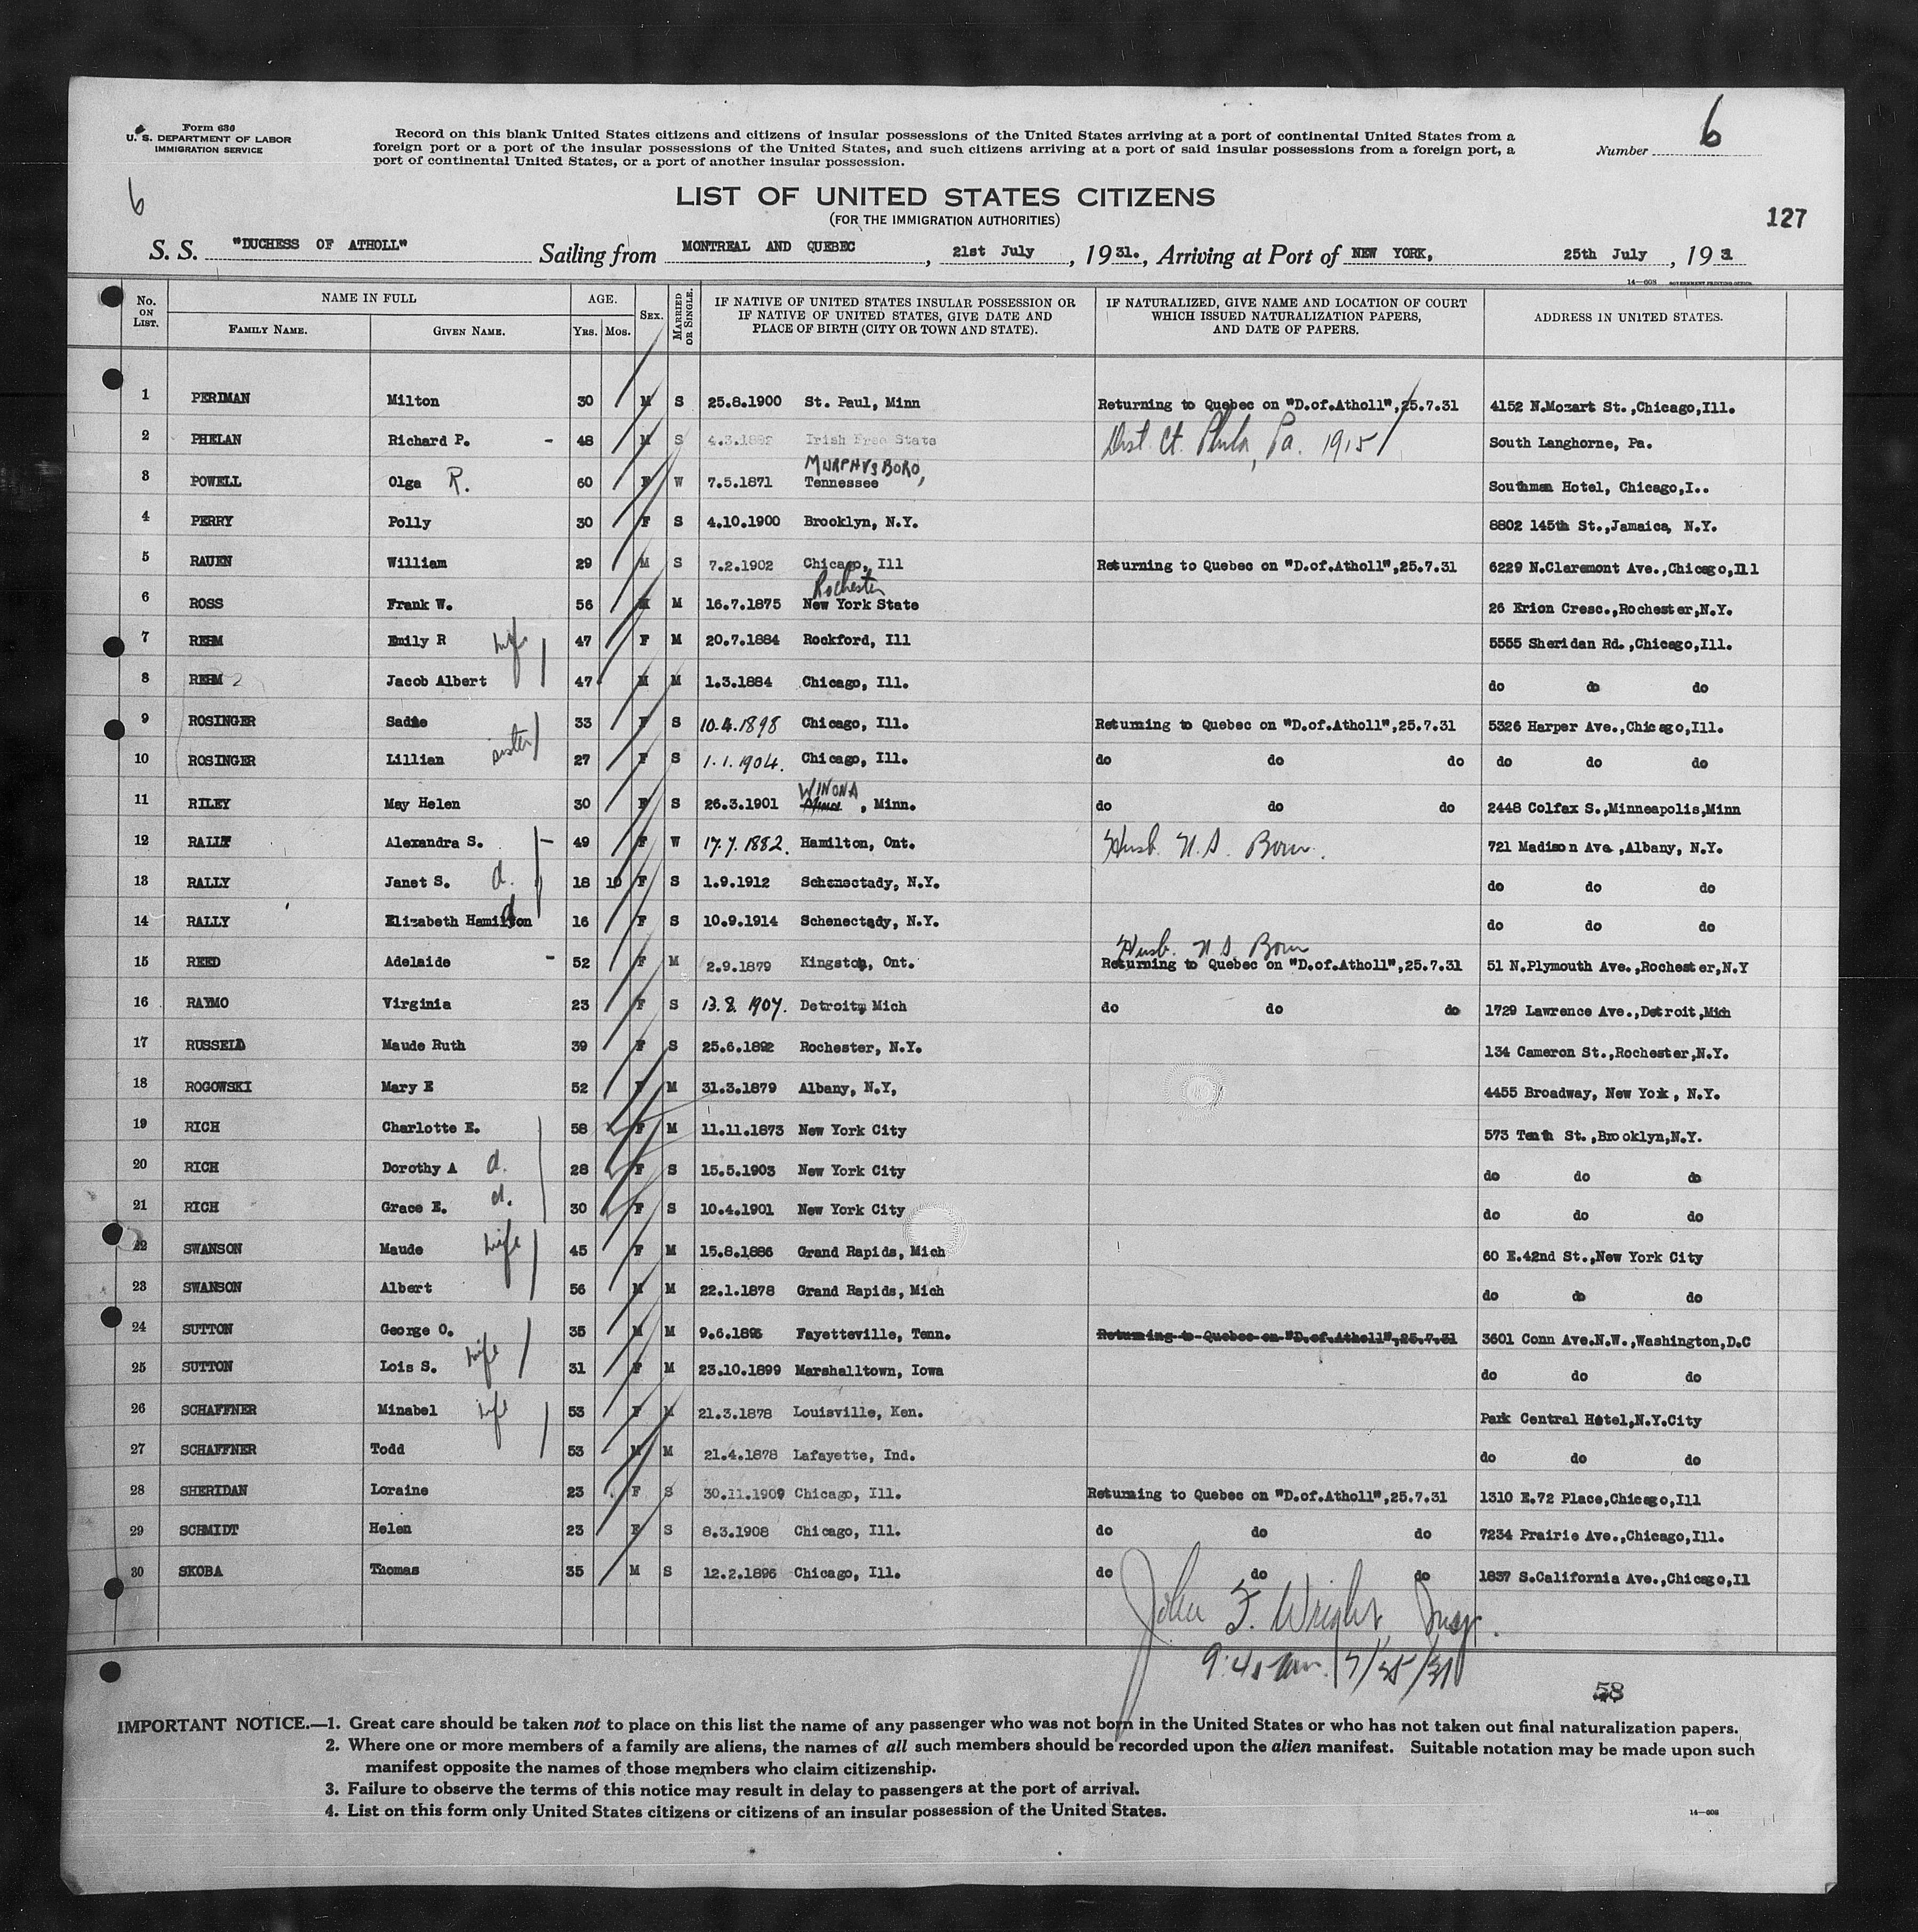 Form 630
U. S. DEPARTMENT OF LABOR
IMMIGRATION SERVICE
Record on this blank United States citizens and citizens of insular possessions of the United States arriving at a port of continental United States from a
foreign port or a port of the insular possessions of the United States, and such citizens arriving at a port of said insular possessions from a foreign port, a
port of continental United States, or a port of another insular possession.
Number 6
6
LIST OF UNITED STATES CITIZENS
(FOR THE IMMIGRATION AUTHORITIES)
127
S. S. "DUCHESS OF ATHOLL" Sailing from MONTREAL AND QUEBEC, 21st July, 1931., Arriving at Port of NEW YORK, 25th July, 1931
14—608 GOVERNMENT PRINTING OFFICE
No. ON LIST. NAME IN FULL FAMILY NAME. GIVEN NAME. AGE. Yrs. Mos. SEX. MARRIED OR SINGLE. IF NATIVE OF UNITED STATES INSULAR POSSESSION OR IF NATIVE OF UNITED STATES, GIVE DATE AND PLACE OF BIRTH (CITY OR TOWN AND STATE). IF NATURALIZED, GIVE NAME AND LOCATION OF COURT WHICH ISSUED NATURALIZATION PAPERS, AND DATE OF PAPERS. ADDRESS IN UNITED STATES.
1 PERIMAN Milton 30 M S 25.8.1900 St. Paul, Minn Returning to Quebec on "D.of.Atholl",25.7.31 4152 N.Mozart St.,Chicago,Ill.
2 PHELAN Richard P. - 48 M S 4.3.1882 Irish Free State Dist. Ct. Phila, Pa. 1915 South Langhorne, Pa.
3 POWELL Olga R. 60 F W 7.5.1871 MURPHYSBORO, Tennessee Southmen Hotel, Chicago,I..
4 PERRY Polly 30 F S 4.10.1900 Brooklyn, N.Y. 8802 145th St.,Jamaica, N.Y.
5 RAUEN William 29 M S 7.2.1902 Chicago, Ill Returning to Quebec on "D.of.Atholl",25.7.31 6229 N.Claremont Ave.,Chicago,Ill
6 ROSS Frank W. 56 M M 16.7.1875 Rochester New York State 26 Erion Cresc.,Rochester,N.Y.
7 REHM Emily R wife 47 F M 20.7.1884 Rockford, Ill 5555 Sheridan Rd.,Chicago,Ill.
8 REHM 2 Jacob Albert 47 M M 1.3.1884 Chicago, Ill. do do do
9 ROSINGER Sadie 33 F S 10.4.1898 Chicago, Ill. Returning to Quebec on "D.of.Atholl",25.7.31 5326 Harper Ave.,Chicago,Ill.
10 ROSINGER Lillian sister 27 F S 1.1.1904. Chicago, Ill. do do do do do do
11 RILEY May Helen 30 F S 26.3.1901 WINONA , Minn. do do do 2448 Colfax S.,Minneapolis,Minn
12 RALLY Alexandra S. 49 F W 17.7.1882. Hamilton, Ont. Husb. U.S. Born. 721 Madison Ave ,Albany, N.Y.
13 RALLY Janet S. d. 18 10 F S 1.9.1912 Schenectady, N.Y. do do do
14 RALLY Elizabeth Hamilton d 16 F S 10.9.1914 Schenectady, N.Y. do do do
15 REED Adelaide - 52 F M 2.9.1879 Kingston, Ont. Husb. U.S. Born Returning to Quebec on "D.of.Atholl",25.7.31 51 N.Plymouth Ave.,Rochester,N.Y
16 RAYMO Virginia 23 F S 13.8.1907. Detroit, Mich do do do 1729 Lawrence Ave.,Detroit,Mich
17 RUSSELL Maude Ruth 39 F S 25.6.1892 Rochester, N.Y. 134 Cameron St.,Rochester,N.Y.
18 ROGOWSKI Mary E 52 F M 31.3.1879 Albany, N.Y, 4455 Broadway, New York, N.Y.
19 RICH Charlotte E. 58 F M 11.11.1873 New York City 573 Tenth St.,Brooklyn,N.Y.
20 RICH Dorothy A d. 28 F S 15.5.1903 New York City do do do
21 RICH Grace E. d. 30 F S 10.4.1901 New York City do do do
22 SWANSON Maude wife 45 F M 15.8.1886 Grand Rapids, Mich 60 E.42nd St.,New York City
23 SWANSON Albert 56 M M 22.1.1878 Grand Rapids, Mich do do do
24 SUTTON George O. 35 M M 9.6.1895 Fayetteville, Tenn. Returning to Quebec on "D.of.Atholl",25.7.31 3601 Conn Ave.N.W.,Washington,D.C
25 SUTTON Lois S. wife 31 F M 23.10.1899 Marshalltown, Iowa do do do
26 SCHAFFNER Minabel wife 53 F M 21.3.1878 Louisville, Ken. Park Central Hotel,N.Y.City
27 SCHAFFNER Todd 53 M M 21.4.1878 Lafayette, Ind. do do do
28 SHERIDAN Loraine 23 F S 30.11.1909 Chicago, Ill. Returning to Quebec on "D.of.Atholl",25.7.31 1310 E.72 Place,Chicago,Ill
29 SCHMIDT Helen 23 F S 8.3.1908 Chicago, Ill. do do do 7234 Prairie Ave.,Chicago,Ill.
30 SKOBA Thomas 35 M S 12.2.1896 Chicago, Ill. do do do 1837 S.California Ave.,Chicago,Il
John F. Wright Insp.
9:45 am. 7/25/31
58
IMPORTANT NOTICE.—1. Great care should be taken not to place on this list the name of any passenger who was not born in the United States or who has not taken out final naturalization papers.
2. Where one or more members of a family are aliens, the names of all such members should be recorded upon the alien manifest. Suitable notation may be made upon such
manifest opposite the names of those members who claim citizenship.
3. Failure to observe the terms of this notice may result in delay to passengers at the port of arrival.
4. List on this form only United States citizens or citizens of an insular possession of the United States.
14—608